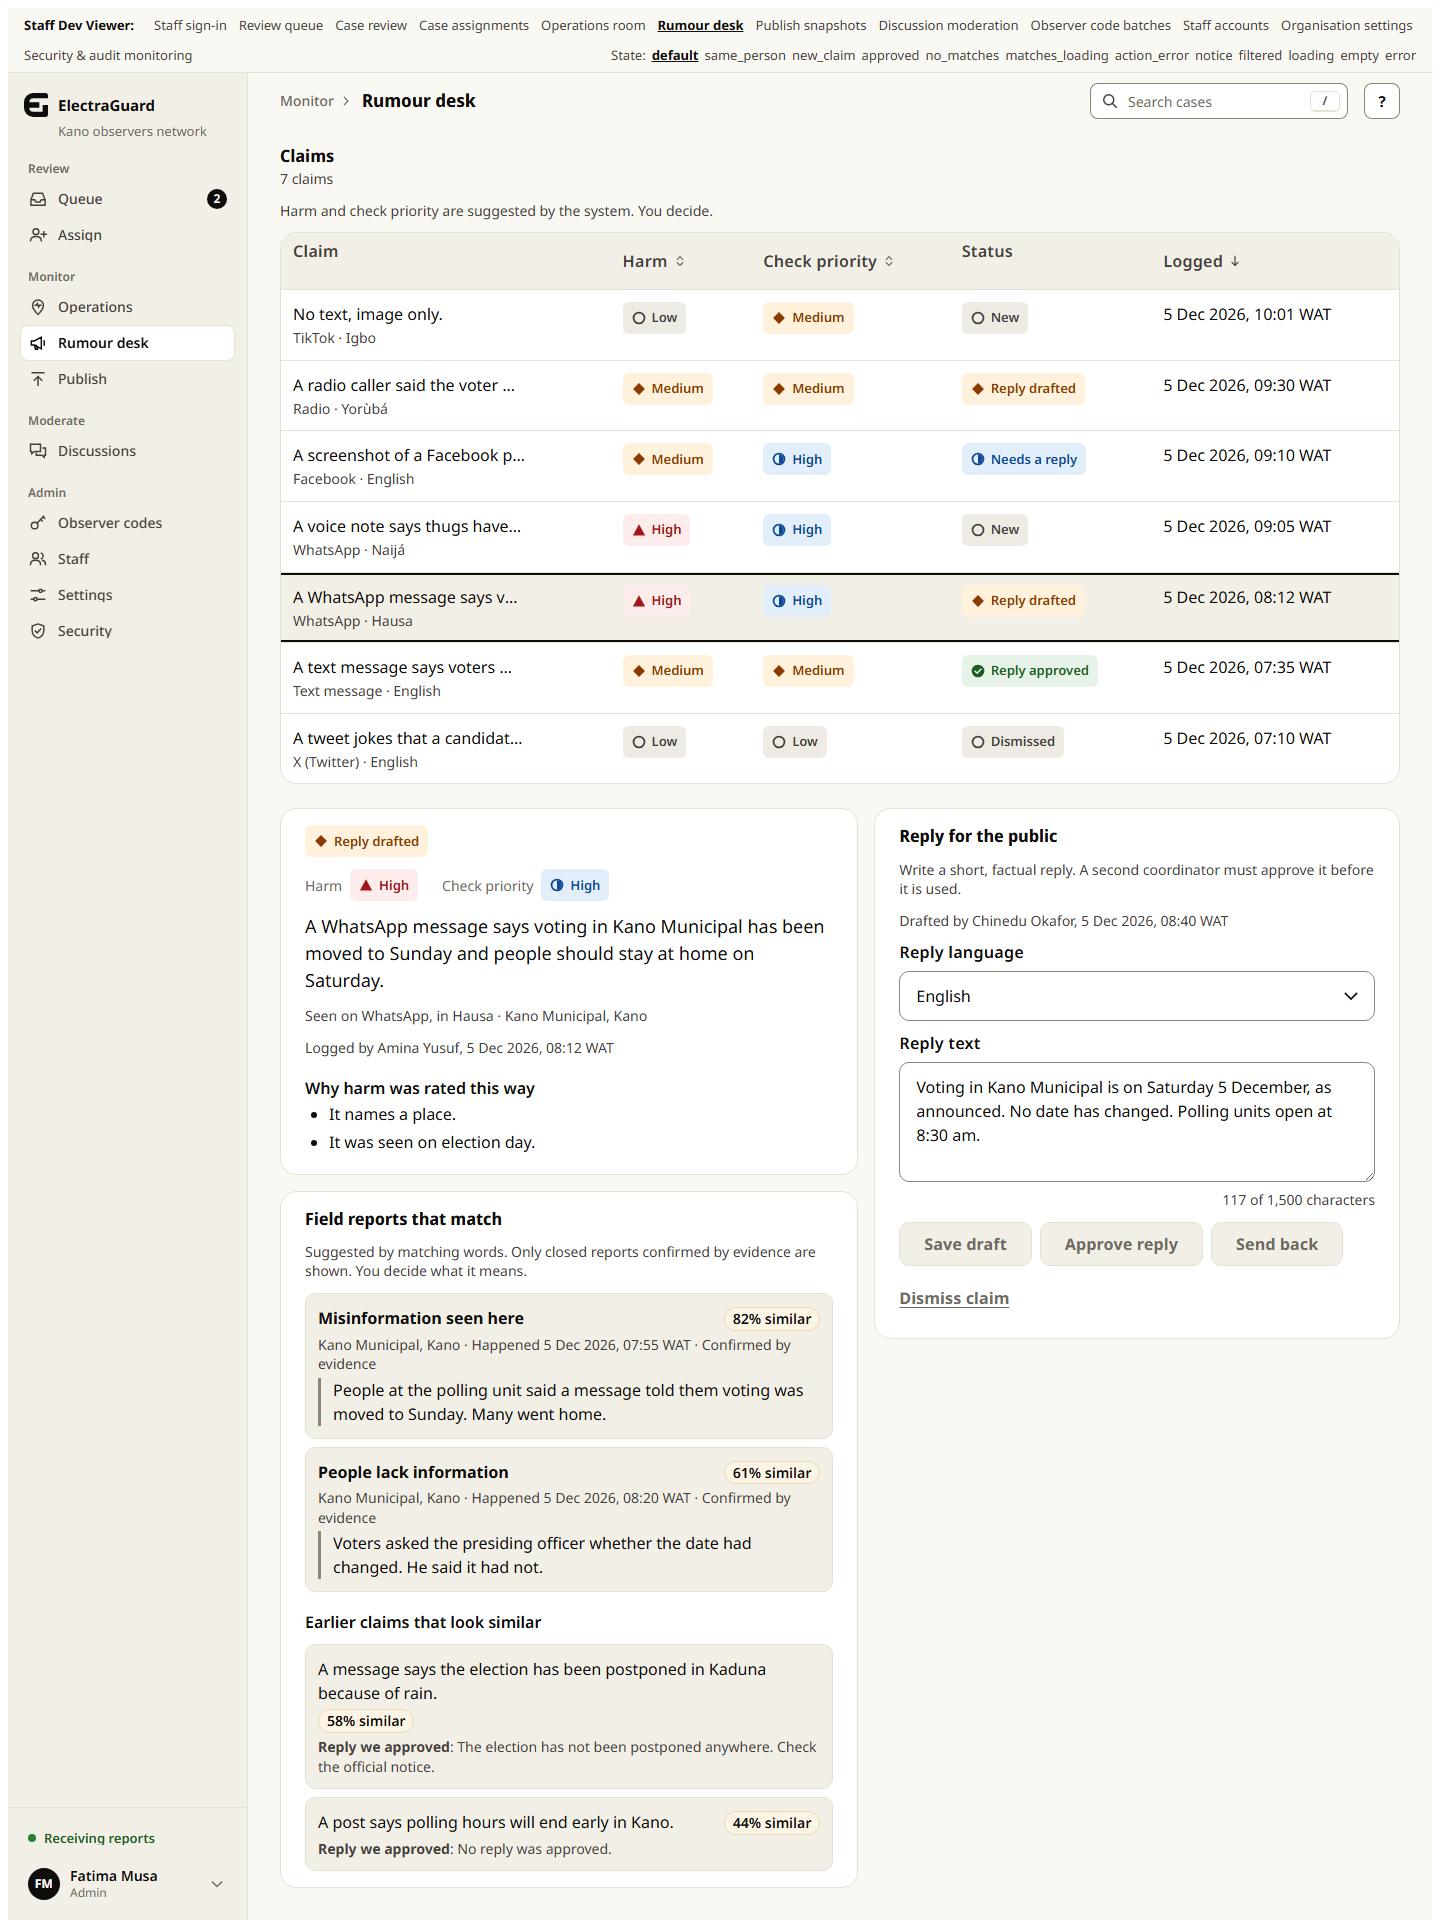 Staff Dev Viewer: Staff sign-in Review queue Case review Case assignments Operations room Rumour desk Publish snapshots Discussion moderation Observer code batches Staff accounts Organisation settings
Security & audit monitoring
State: default same_person new_claim approved no_matches matches_loading action_error notice filtered loading empty error
ElectraGuard
Kano observers network
Review
Queue 2
Assign
Monitor
Operations
Rumour desk
Publish
Moderate
Discussions
Admin
Observer codes
Staff
Settings
Security
Receiving reports
FM
Fatima Musa
Admin
Monitor Rumour desk
Search cases /
?
Claims
7 claims
Harm and check priority are suggested by the system. You decide.
Claim Harm Check priority Status Logged
No text, image only. Low Medium New 5 Dec 2026, 10:01 WAT
TikTok · Igbo
A radio caller said the voter ... Medium Medium Reply drafted 5 Dec 2026, 09:30 WAT
Radio · Yorùbá
A screenshot of a Facebook p... Medium High Needs a reply 5 Dec 2026, 09:10 WAT
Facebook · English
A voice note says thugs have... High High New 5 Dec 2026, 09:05 WAT
WhatsApp · Naijá
A WhatsApp message says v... High High Reply drafted 5 Dec 2026, 08:12 WAT
WhatsApp · Hausa
A text message says voters ... Medium Medium Reply approved 5 Dec 2026, 07:35 WAT
Text message · English
A tweet jokes that a candidat... Low Low Dismissed 5 Dec 2026, 07:10 WAT
X (Twitter) · English
Reply drafted
Harm High Check priority High
A WhatsApp message says voting in Kano Municipal has been
moved to Sunday and people should stay at home on
Saturday.
Seen on WhatsApp, in Hausa · Kano Municipal, Kano
Logged by Amina Yusuf, 5 Dec 2026, 08:12 WAT
Why harm was rated this way
• It names a place.
• It was seen on election day.
Field reports that match
Suggested by matching words. Only closed reports confirmed by evidence are
shown. You decide what it means.
Misinformation seen here 82% similar
Kano Municipal, Kano · Happened 5 Dec 2026, 07:55 WAT · Confirmed by
evidence
People at the polling unit said a message told them voting was
moved to Sunday. Many went home.
People lack information 61% similar
Kano Municipal, Kano · Happened 5 Dec 2026, 08:20 WAT · Confirmed by
evidence
Voters asked the presiding officer whether the date had
changed. He said it had not.
Earlier claims that look similar
A message says the election has been postponed in Kaduna
because of rain.
58% similar
Reply we approved: The election has not been postponed anywhere. Check
the official notice.
A post says polling hours will end early in Kano. 44% similar
Reply we approved: No reply was approved.
Reply for the public
Write a short, factual reply. A second coordinator must approve it before
it is used.
Drafted by Chinedu Okafor, 5 Dec 2026, 08:40 WAT
Reply language
English
Reply text
Voting in Kano Municipal is on Saturday 5 December, as
announced. No date has changed. Polling units open at
8:30 am.
117 of 1,500 characters
Save draft Approve reply Send back
Dismiss claim